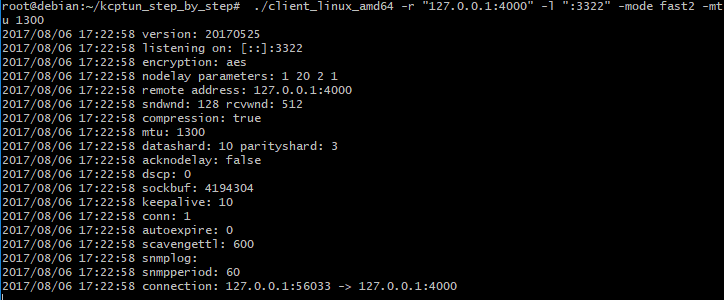 root@debian:~/kcptun_step_by_step#  ./client_linux_amd64 -r "127.0.0.1:4000" -l ":3322" -mode fast2 -mt
u 1300
2017/08/06 17:22:58 version: 20170525
2017/08/06 17:22:58 listening on: [::]:3322
2017/08/06 17:22:58 encryption: aes
2017/08/06 17:22:58 nodelay parameters: 1 20 2 1
2017/08/06 17:22:58 remote address: 127.0.0.1:4000
2017/08/06 17:22:58 sndwnd: 128 rcvwnd: 512
2017/08/06 17:22:58 compression: true
2017/08/06 17:22:58 mtu: 1300
2017/08/06 17:22:58 datashard: 10 parityshard: 3
2017/08/06 17:22:58 acknodelay: false
2017/08/06 17:22:58 dscp: 0
2017/08/06 17:22:58 sockbuf: 4194304
2017/08/06 17:22:58 keepalive: 10
2017/08/06 17:22:58 conn: 1
2017/08/06 17:22:58 autoexpire: 0
2017/08/06 17:22:58 scavengettl: 600
2017/08/06 17:22:58 snmplog:
2017/08/06 17:22:58 snmpperiod: 60
2017/08/06 17:22:58 connection: 127.0.0.1:56033 -> 127.0.0.1:4000